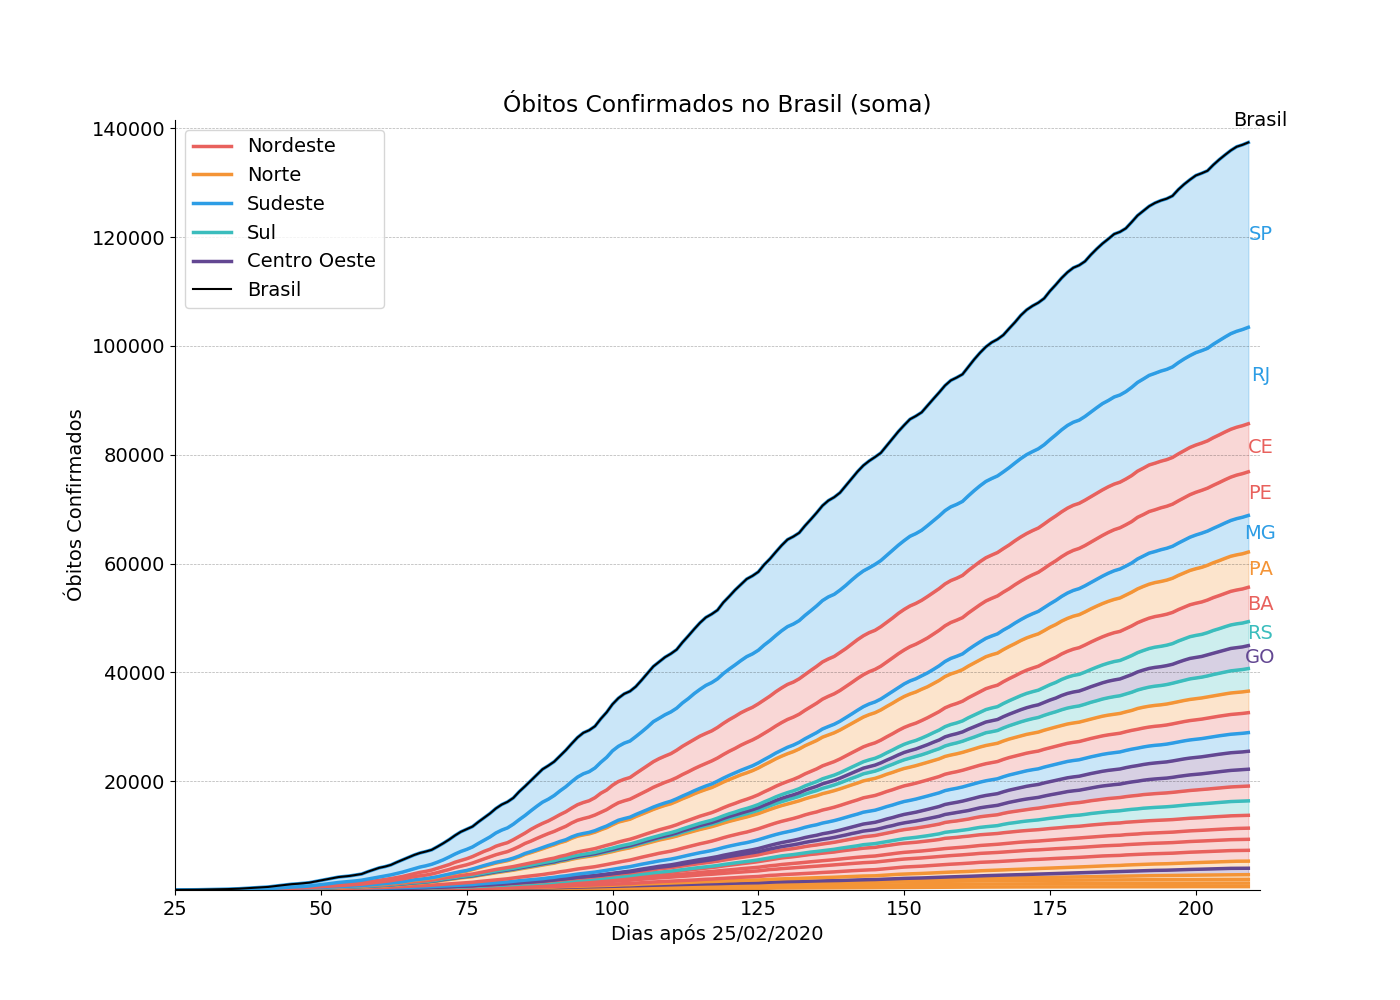 Óbitos Confirmados no Brasil (soma)
Brasil
140000
120000
100000
80000
60000
40000
20000
Óbitos Confirmados
Nordeste
Norte
Sudeste
Sul
Centro Oeste
Brasil
SP
RJ
CE
PE
MG
PA
BA
RS
GO
25 50 75 100 125 150 175 200
Dias após 25/02/2020